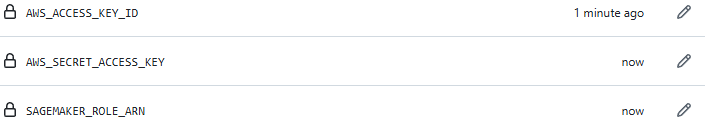 AWS_ACCESS_KEY_ID 1 minute ago
AWS_SECRET_ACCESS_KEY now
SAGEMAKER_ROLE_ARN now